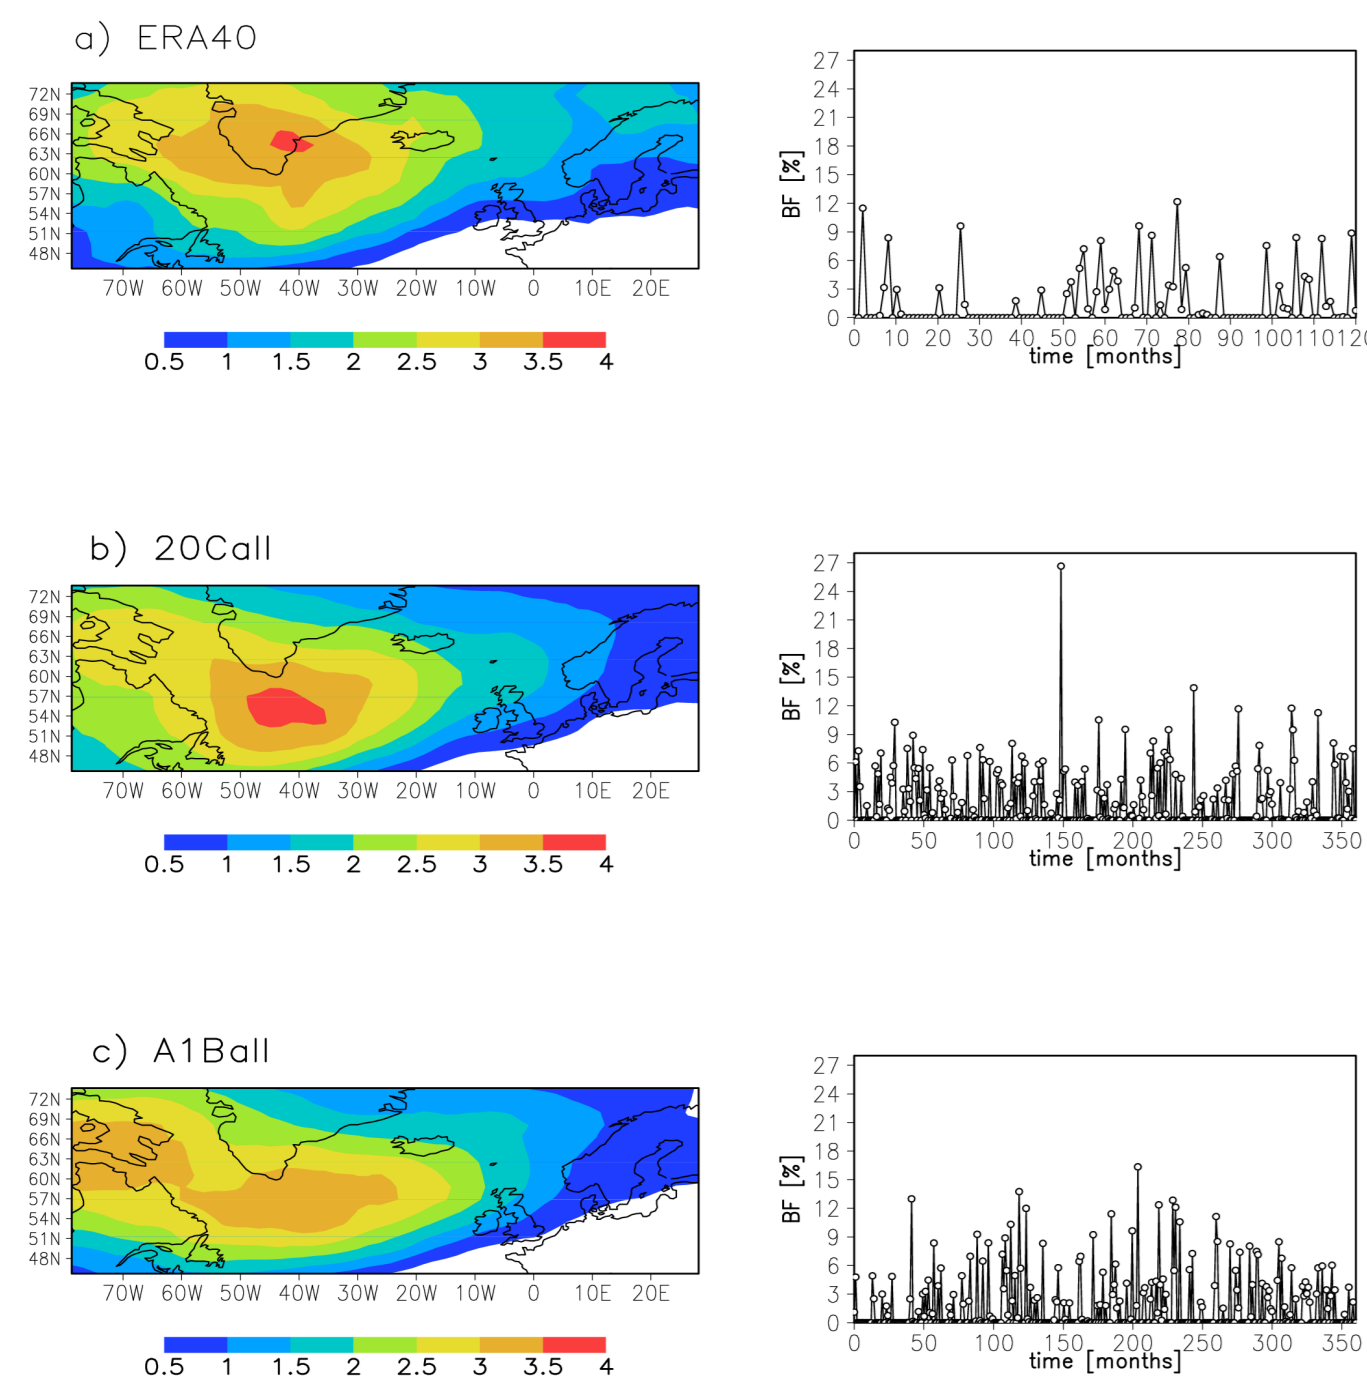 a) ERA40
72N
69N
66N
63N
60N
57N
54N
51N
48N
70W 60W 50W 40W 30W 20W 10W 0 10E 20E
0.5 1 1.5 2 2.5 3 3.5 4
BF [%]
27
24
21
18
15
12
9
6
3
0
0 10 20 30 40 50 60 70 80 90 100 110 120
time [months]
b) 20Call
72N
69N
66N
63N
60N
57N
54N
51N
48N
70W 60W 50W 40W 30W 20W 10W 0 10E 20E
0.5 1 1.5 2 2.5 3 3.5 4
BF [%]
27
24
21
18
15
12
9
6
3
0
0 50 100 150 200 250 300 350
time [months]
c) A1Ball
72N
69N
66N
63N
60N
57N
54N
51N
48N
70W 60W 50W 40W 30W 20W 10W 0 10E 20E
0.5 1 1.5 2 2.5 3 3.5 4
BF [%]
27
24
21
18
15
12
9
6
3
0
0 50 100 150 200 250 300 350
time [months]